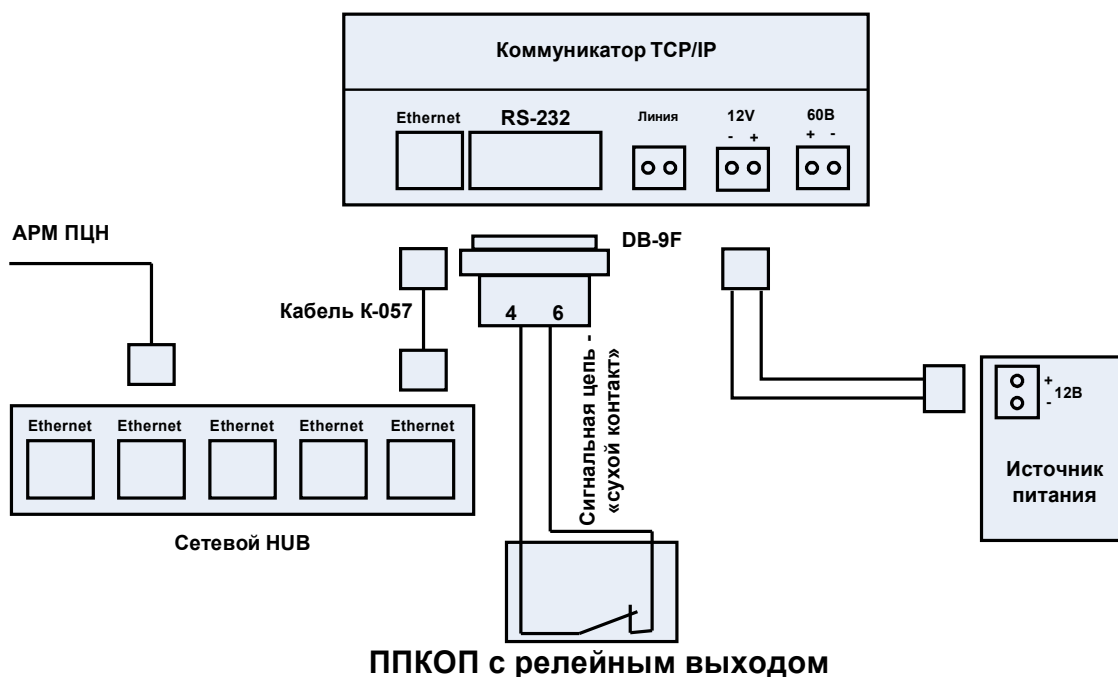 Коммуникатор TCP/IP
Ethernet RS-232 Линия 12V 60В
- + + -
АРМ ПЦН
DB-9F
Кабель К-057
4 6
Сигнальная цепь -
«сухой контакт»
+
12В
-
Ethernet Ethernet Ethernet Ethernet Ethernet
Источник
питания
Сетевой HUB
ППКОП с релейным выходом